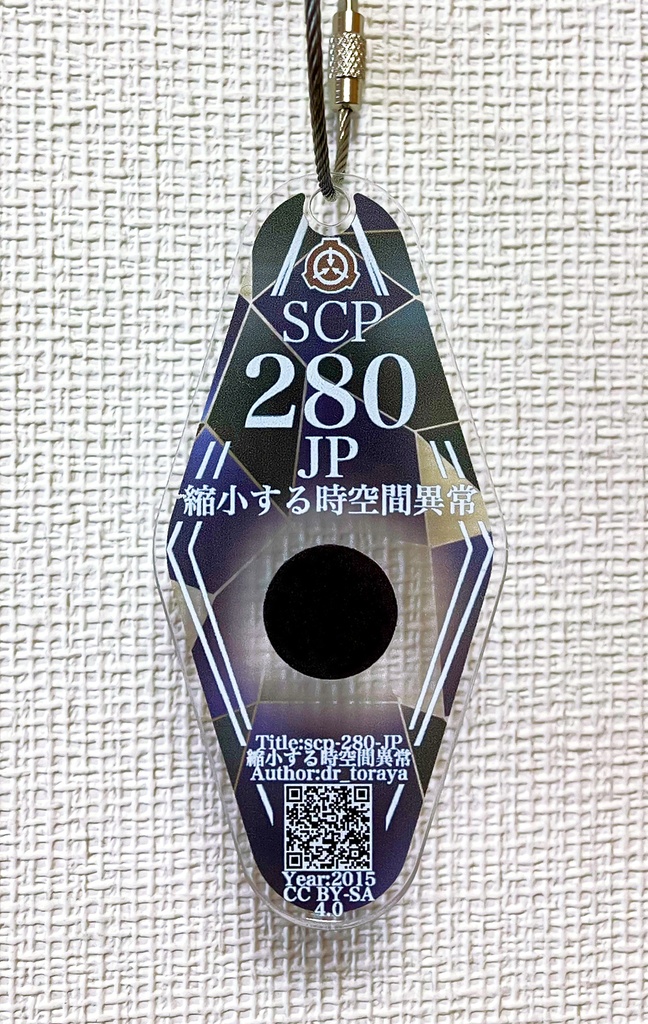 SCP
280
JP
縮小する時空間異常
Title:scp-280-JP
縮小する時空間異常
Author:dr_toraya
Year:2015
CC BY-SA
4.0